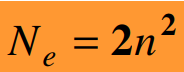 Nₑ = 2n²